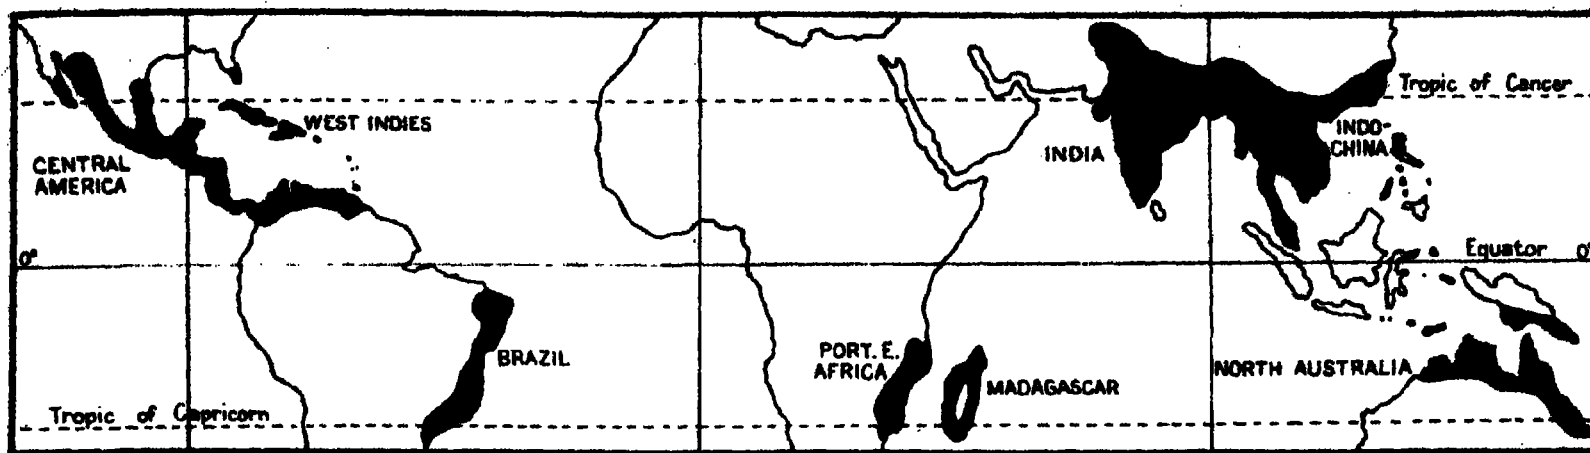 Tropic of Cancer
WEST INDIES
INDO-
CHINA
INDIA
CENTRAL
AMERICA
Equator 0°
0°
BRAZIL
PORT. E.
AFRICA
MADAGASCAR
NORTH AUSTRALIA
Tropic of Capricorn